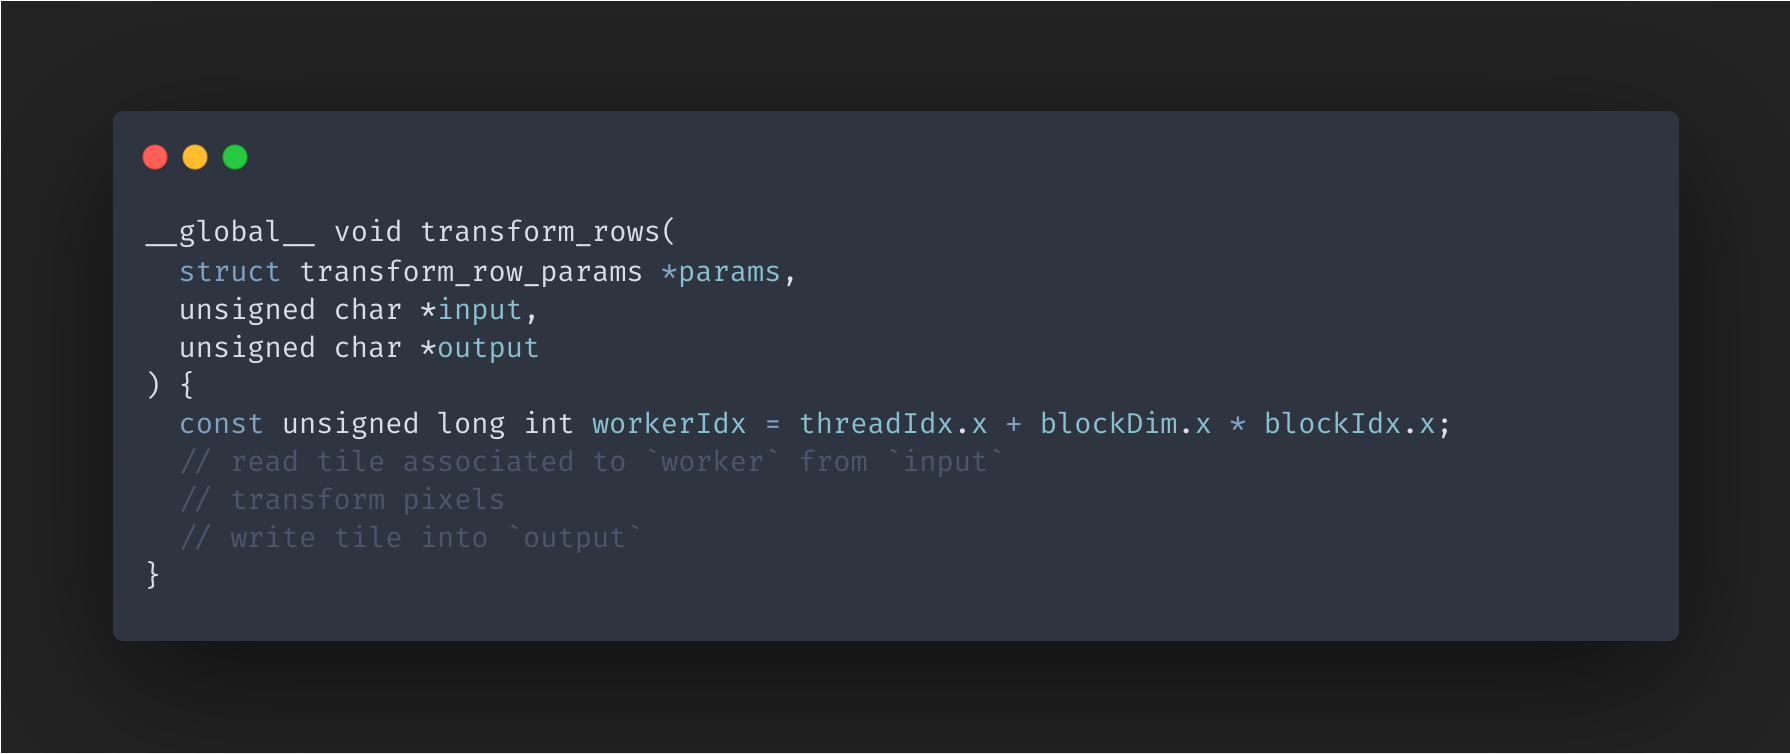 __global__ void transform_rows(
  struct transform_row_params *params,
  unsigned char *input,
  unsigned char *output
) {
  const unsigned long int workerIdx = threadIdx.x + blockDim.x * blockIdx.x;
  // read tile associated to `worker` from `input`
  // transform pixels
  // write tile into `output`
}